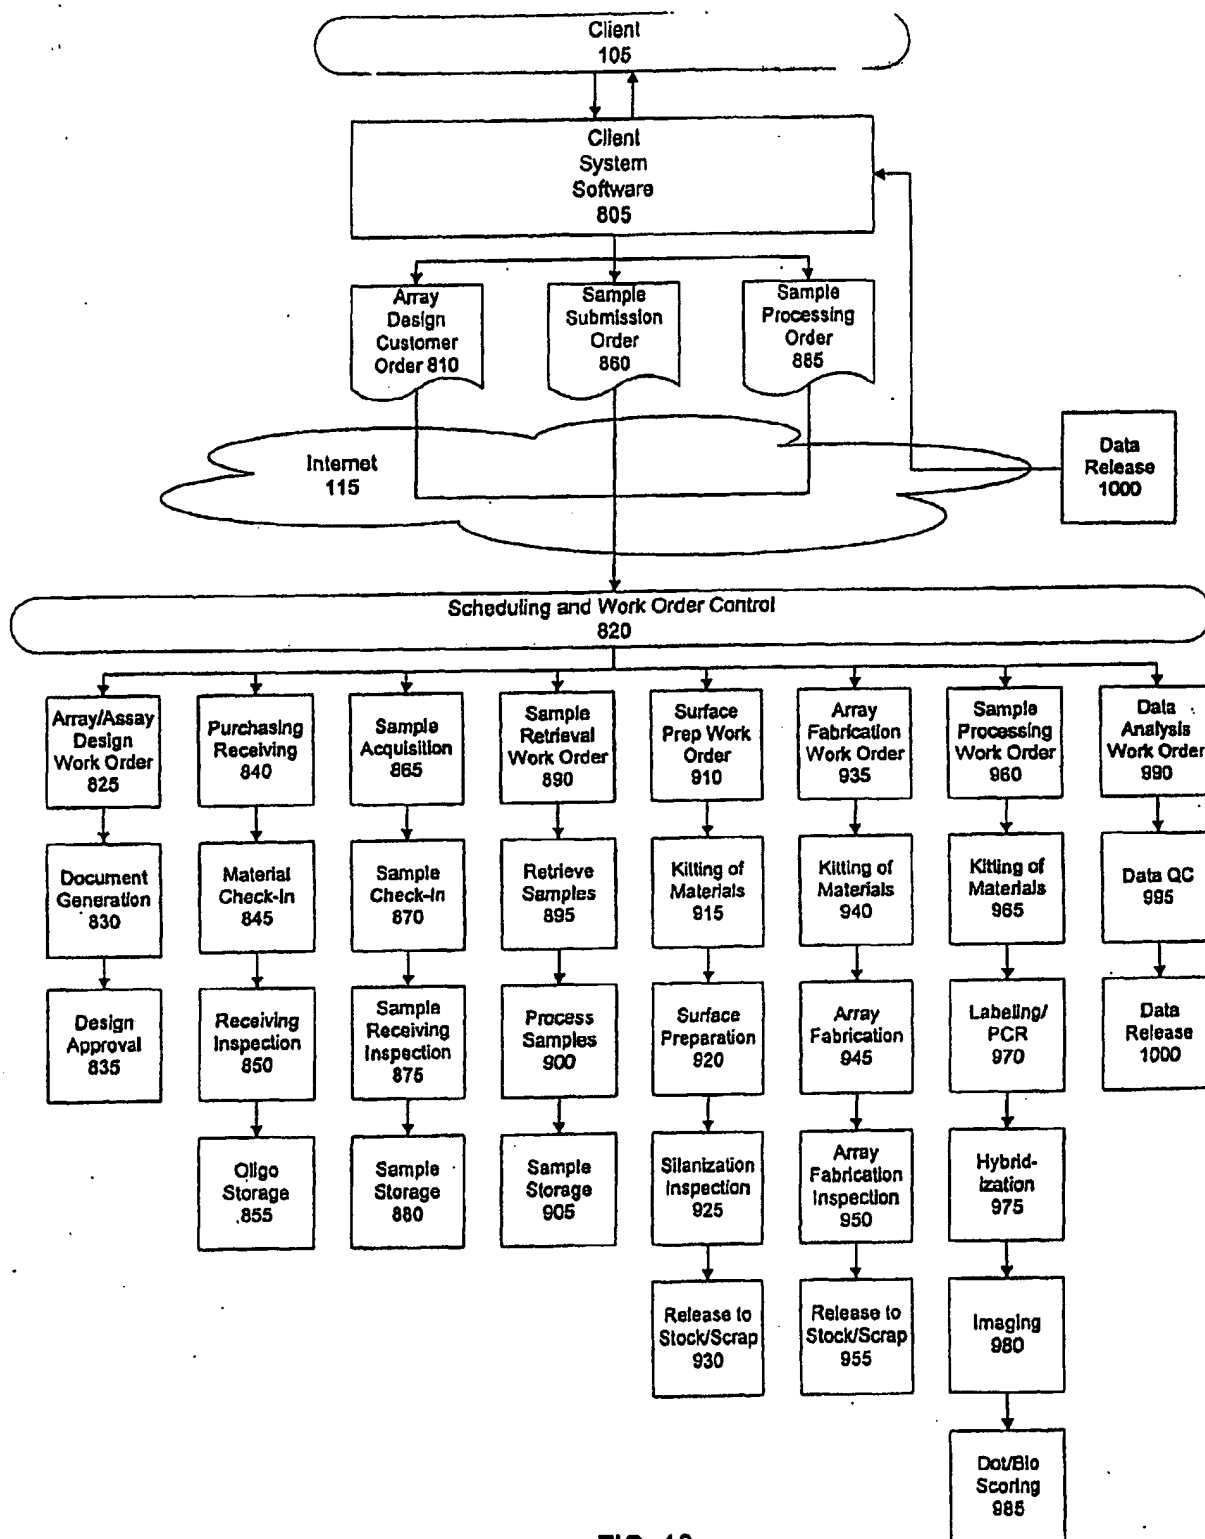 Client
105
Client
System
Software
805
Array
Design
Customer
Order 810
Sample
Submission
Order
860
Sample
Processing
Order
885
Internet
115
Data
Release
1000
Scheduling and Work Order Control
820
Array/Assay
Design
Work Order
825
Purchasing
Receiving
840
Sample
Acquisition
865
Sample
Retrieval
Work Order
890
Surface
Prep Work
Order
910
Array
Fabrication
Work Order
935
Sample
Processing
Work Order
960
Data
Analysis
Work Order
990
Document
Generation
830
Material
Check-In
845
Sample
Check-In
870
Retrieve
Samples
895
Kitting of
Materials
915
Kitting of
Materials
940
Kitting of
Materials
965
Data QC
995
Design
Approval
835
Receiving
Inspection
850
Sample
Receiving
Inspection
875
Process
Samples
900
Surface
Preparation
920
Array
Fabrication
945
Labeling/
PCR
970
Data
Release
1000
Oligo
Storage
855
Sample
Storage
880
Sample
Storage
905
Silanization
Inspection
925
Array
Fabrication
Inspection
950
Hybrid-
ization
975
Release to
Stock/Scrap
930
Release to
Stock/Scrap
955
Imaging
980
Dot/Bio
Scoring
985